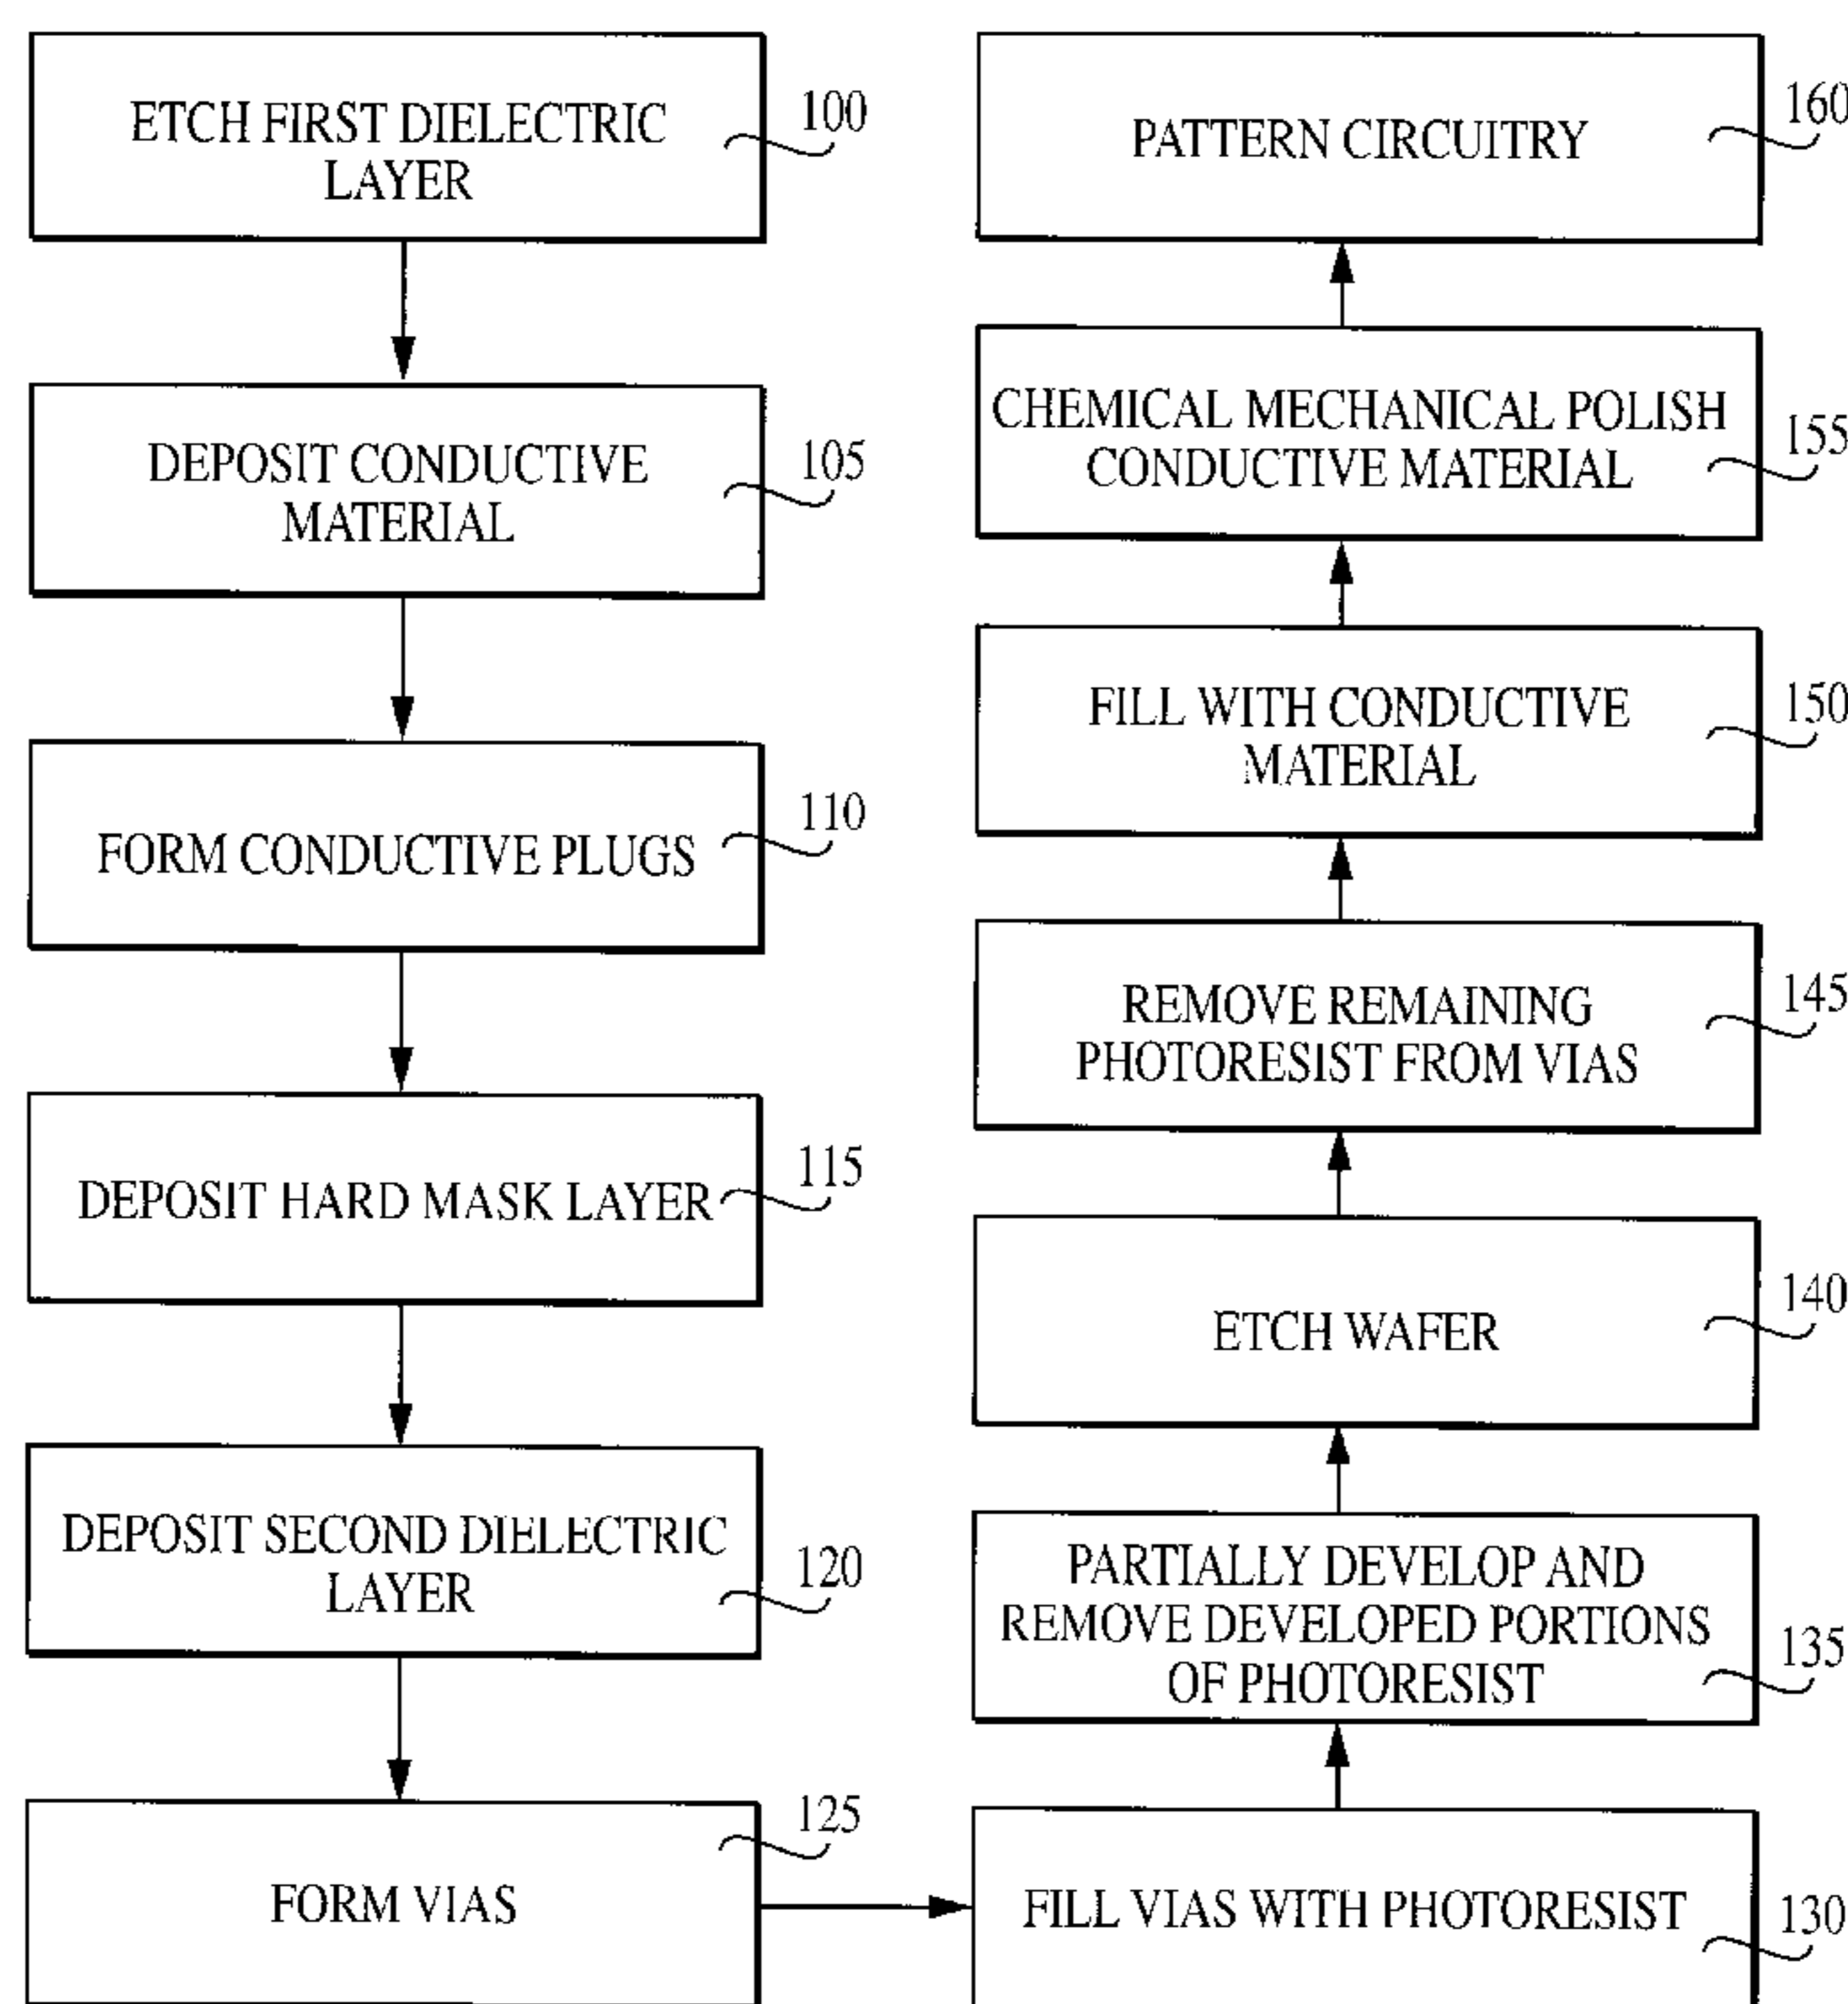 ETCH FIRST DIELECTRIC
LAYER
100
DEPOSIT CONDUCTIVE
MATERIAL
105
FORM CONDUCTIVE PLUGS
110
DEPOSIT HARD MASK LAYER
115
DEPOSIT SECOND DIELECTRIC
LAYER
120
FORM VIAS
125
FILL VIAS WITH PHOTORESIST
130
PARTIALLY DEVELOP AND
REMOVE DEVELOPED PORTIONS
OF PHOTORESIST
135
ETCH WAFER
140
REMOVE REMAINING
PHOTORESIST FROM VIAS
145
FILL WITH CONDUCTIVE
MATERIAL
150
CHEMICAL MECHANICAL POLISH
CONDUCTIVE MATERIAL
155
PATTERN CIRCUITRY
160